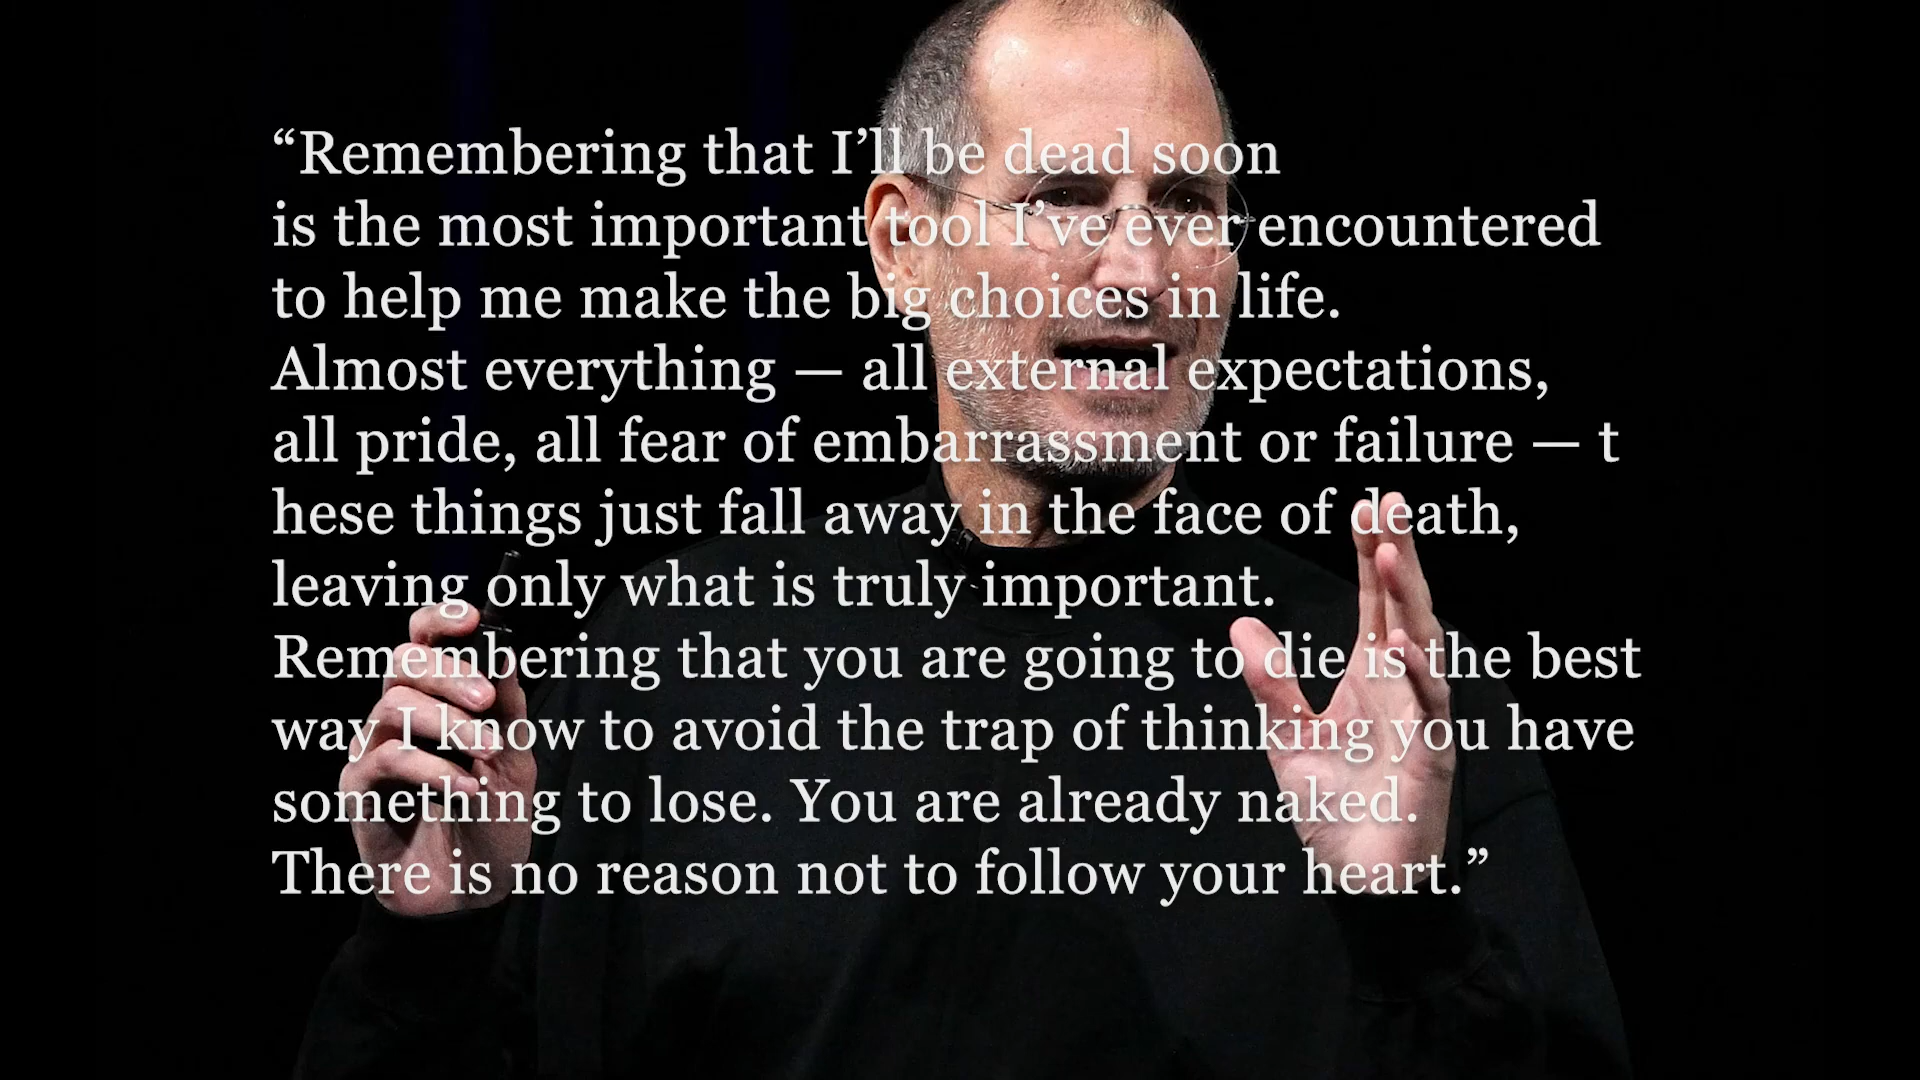 “Remembering that I’ll be dead soon
is the most important tool I’ve ever encountered
to help me make the big choices in life.
Almost everything — all external expectations,
all pride, all fear of embarrassment or failure — t
hese things just fall away in the face of death,
leaving only what is truly important.
Remembering that you are going to die is the best
way I know to avoid the trap of thinking you have
something to lose. You are already naked.
There is no reason not to follow your heart.”